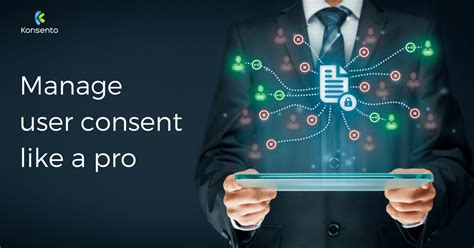 Konsento
Manage
user consent
like a pro